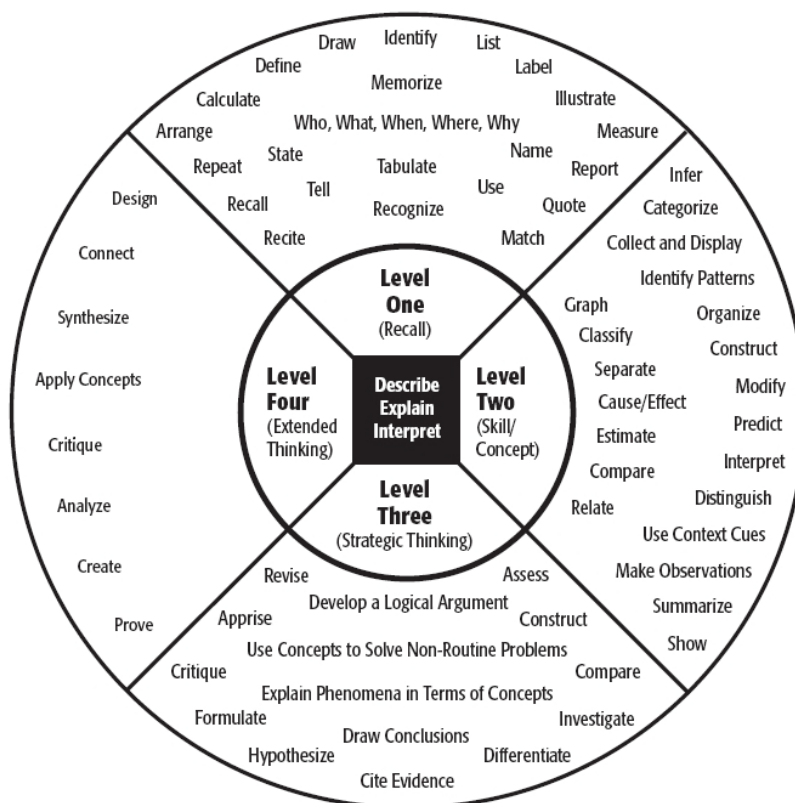 Draw
Identify
List
Define
Memorize
Label
Calculate
Illustrate
Arrange
Who, What, When, Where, Why
Measure
Repeat
State
Tabulate
Name
Report
Recall
Tell
Recognize
Use
Quote
Recite
Match
Level
One
(Recall)
Infer
Categorize
Collect and Display
Identify Patterns
Graph
Organize
Classify
Construct
Separate
Modify
Cause/Effect
Predict
Estimate
Interpret
Compare
Distinguish
Relate
Use Context Cues
Make Observations
Summarize
Show
Level
Two
(Skill/
Concept)
Describe
Explain
Interpret
Level
Three
(Strategic Thinking)
Revise
Assess
Develop a Logical Argument
Apprise
Construct
Use Concepts to Solve Non-Routine Problems
Critique
Compare
Explain Phenomena in Terms of Concepts
Formulate
Investigate
Draw Conclusions
Hypothesize
Differentiate
Cite Evidence
Level
Four
(Extended
Thinking)
Design
Connect
Synthesize
Apply Concepts
Critique
Analyze
Create
Prove